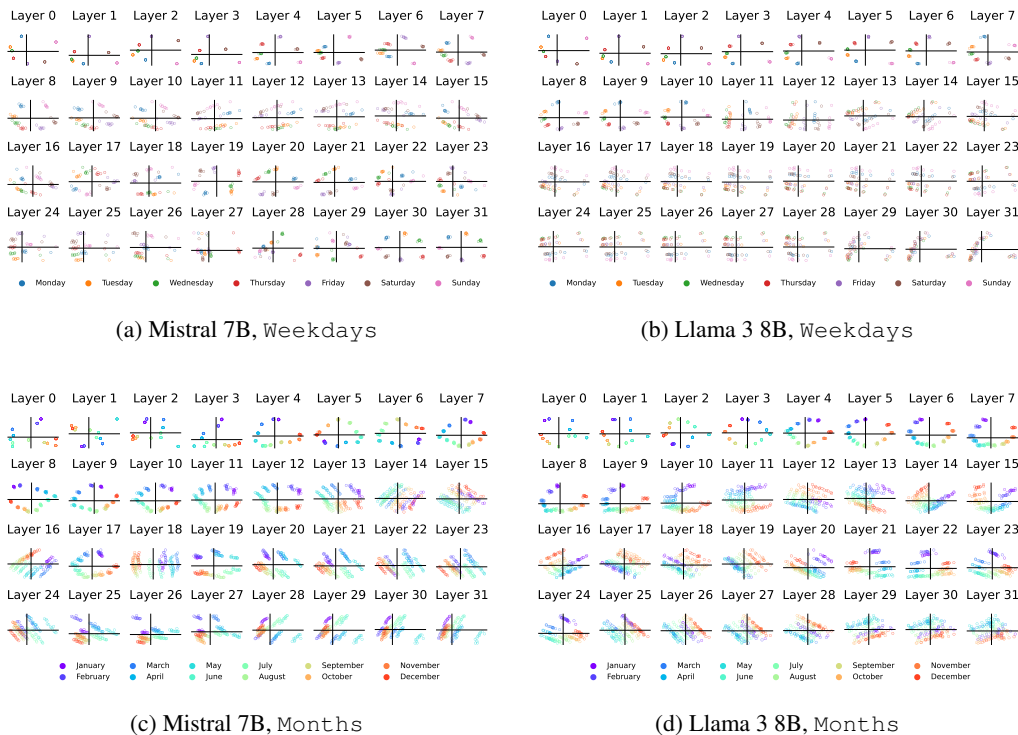 Layer 0 Layer 1 Layer 2 Layer 3 Layer 4 Layer 5 Layer 6 Layer 7
Layer 8 Layer 9 Layer 10 Layer 11 Layer 12 Layer 13 Layer 14 Layer 15
Layer 16 Layer 17 Layer 18 Layer 19 Layer 20 Layer 21 Layer 22 Layer 23
Layer 24 Layer 25 Layer 26 Layer 27 Layer 28 Layer 29 Layer 30 Layer 31
Monday Tuesday Wednesday Thursday Friday Saturday Sunday
(a) Mistral 7B, Weekdays
Layer 0 Layer 1 Layer 2 Layer 3 Layer 4 Layer 5 Layer 6 Layer 7
Layer 8 Layer 9 Layer 10 Layer 11 Layer 12 Layer 13 Layer 14 Layer 15
Layer 16 Layer 17 Layer 18 Layer 19 Layer 20 Layer 21 Layer 22 Layer 23
Layer 24 Layer 25 Layer 26 Layer 27 Layer 28 Layer 29 Layer 30 Layer 31
Monday Tuesday Wednesday Thursday Friday Saturday Sunday
(b) Llama 3 8B, Weekdays
Layer 0 Layer 1 Layer 2 Layer 3 Layer 4 Layer 5 Layer 6 Layer 7
Layer 8 Layer 9 Layer 10 Layer 11 Layer 12 Layer 13 Layer 14 Layer 15
Layer 16 Layer 17 Layer 18 Layer 19 Layer 20 Layer 21 Layer 22 Layer 23
Layer 24 Layer 25 Layer 26 Layer 27 Layer 28 Layer 29 Layer 30 Layer 31
January March May July September November
February April June August October December
(c) Mistral 7B, Months
Layer 0 Layer 1 Layer 2 Layer 3 Layer 4 Layer 5 Layer 6 Layer 7
Layer 8 Layer 9 Layer 10 Layer 11 Layer 12 Layer 13 Layer 14 Layer 15
Layer 16 Layer 17 Layer 18 Layer 19 Layer 20 Layer 21 Layer 22 Layer 23
Layer 24 Layer 25 Layer 26 Layer 27 Layer 28 Layer 29 Layer 30 Layer 31
January March May July September November
February April June August October December
(d) Llama 3 8B, Months